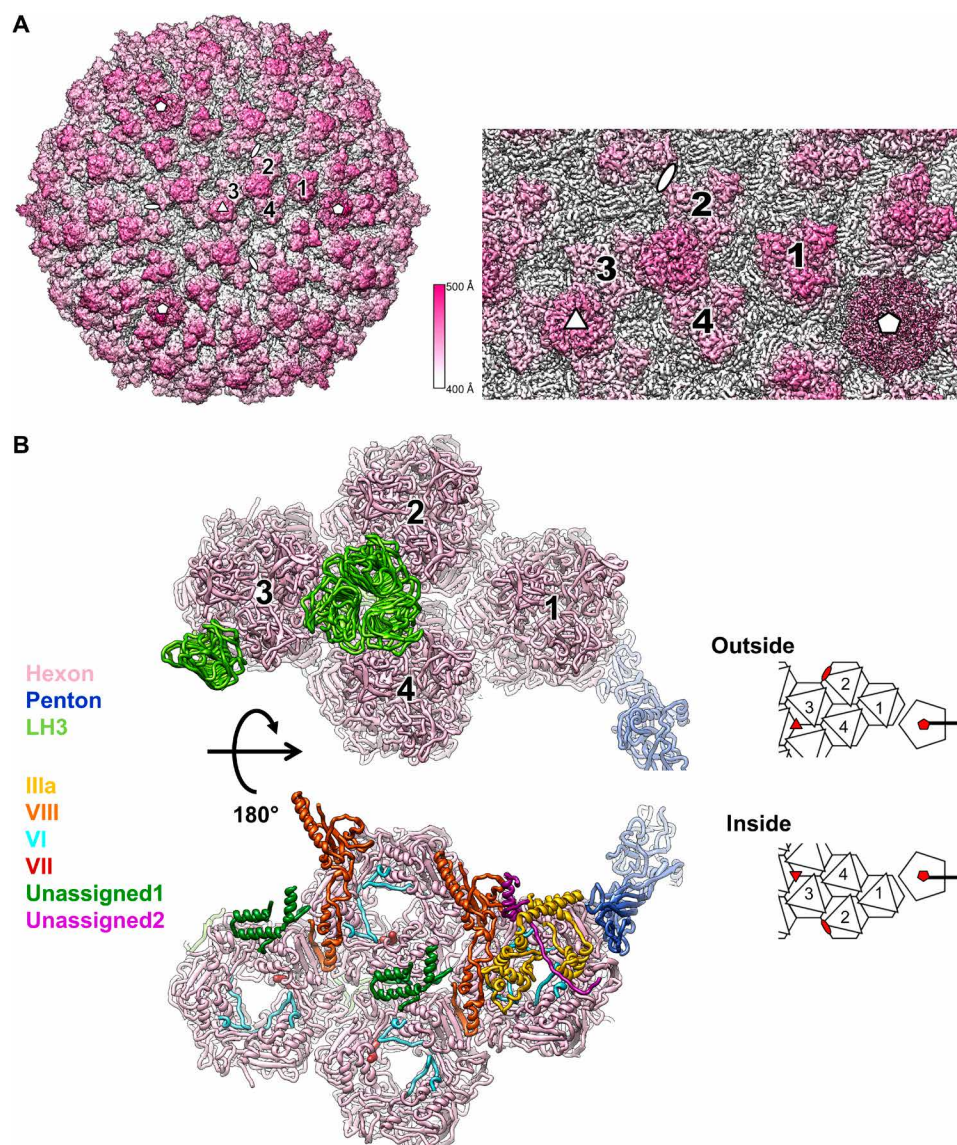 A
2
3
1
4
500 Å
400 Å
2
1
3
4
B
2
3
1
4
Outside
2
3
1
4
Hexon
Penton
LH3
180°
IIIa
VIII
VI
VII
Unassigned1
Unassigned2
Inside
4
3
1
2